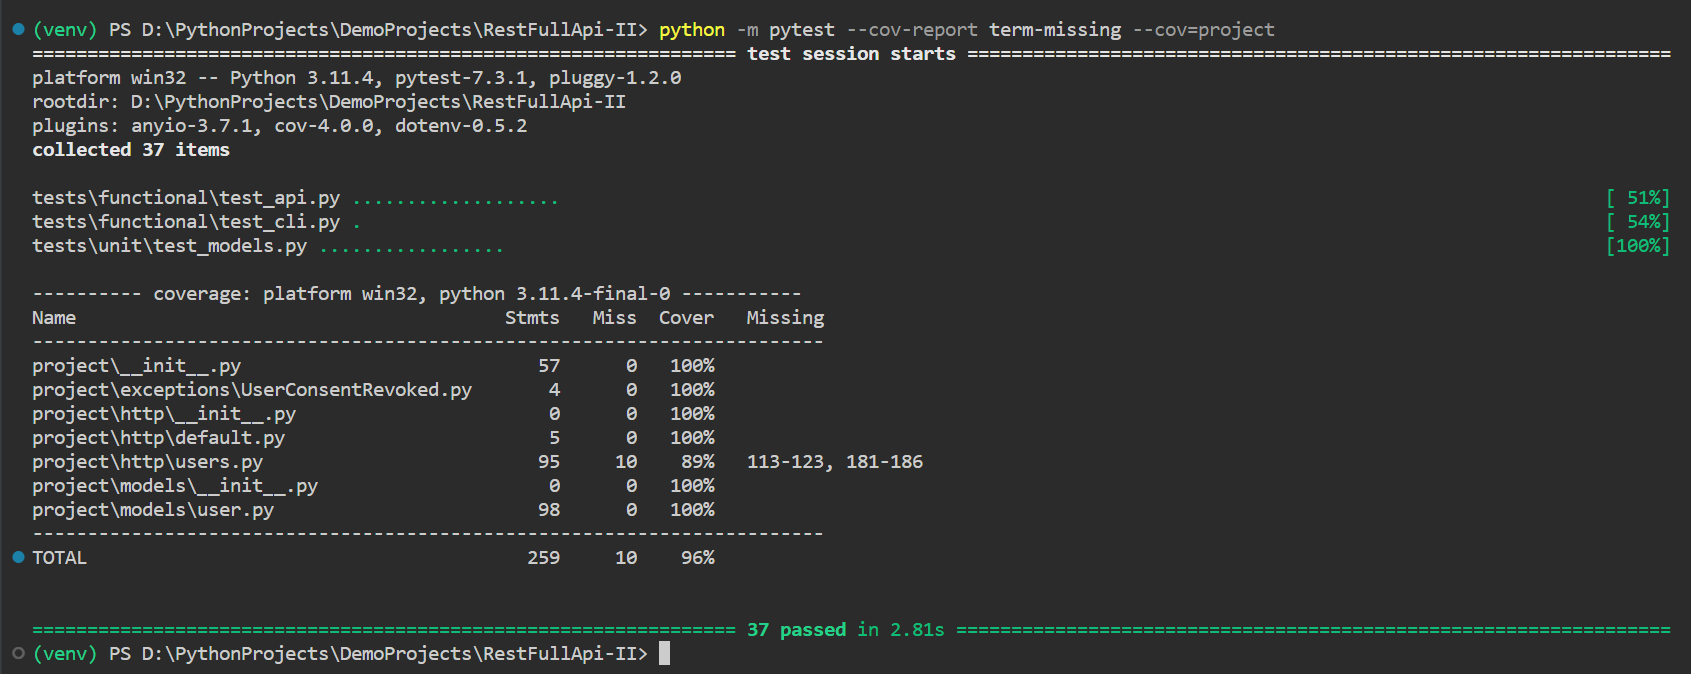 (venv) PS D:\PythonProjects\DemoProjects\RestFullApi-II> python -m pytest --cov-report term-missing --cov=project
================================================================ test session starts ================================================================
platform win32 -- Python 3.11.4, pytest-7.3.1, pluggy-1.2.0
rootdir: D:\PythonProjects\DemoProjects\RestFullApi-II
plugins: anyio-3.7.1, cov-4.0.0, dotenv-0.5.2
collected 37 items
tests\functional\test_api.py ................... [ 51%]
tests\functional\test_cli.py . [ 54%]
tests\unit\test_models.py ................. [100%]
---------- coverage: platform win32, python 3.11.4-final-0 -----------
Name Stmts Miss Cover Missing
------------------------------------------------------------------------
project\__init__.py 57 0 100%
project\exceptions\UserConsentRevoked.py 4 0 100%
project\http\__init__.py 0 0 100%
project\http\default.py 5 0 100%
project\http\users.py 95 10 89% 113-123, 181-186
project\models\__init__.py 0 0 100%
project\models\user.py 98 0 100%
------------------------------------------------------------------------
TOTAL 259 10 96%
================================================================ 37 passed in 2.81s =================================================================
(venv) PS D:\PythonProjects\DemoProjects\RestFullApi-II>